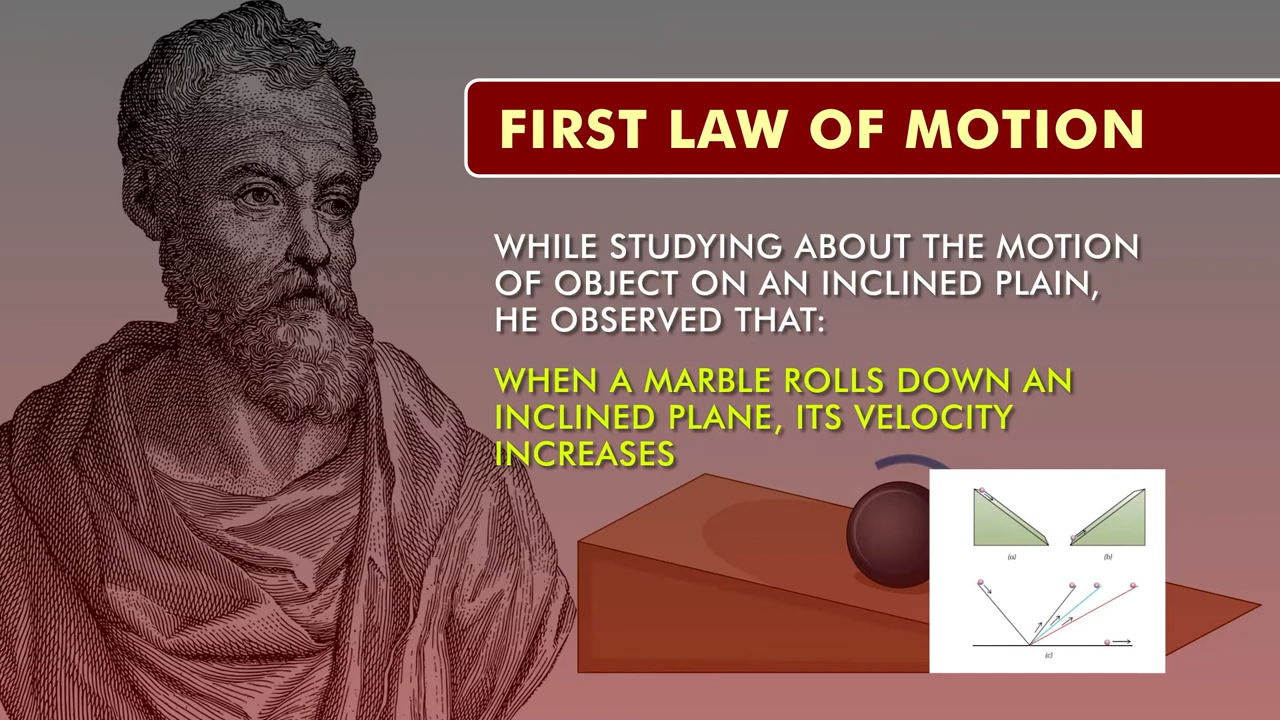 FIRST LAW OF MOTION
WHILE STUDYING ABOUT THE MOTION
OF OBJECT ON AN INCLINED PLAIN,
HE OBSERVED THAT:
WHEN A MARBLE ROLLS DOWN AN
INCLINED PLANE, ITS VELOCITY
INCREASES
(a) (b)
(c)